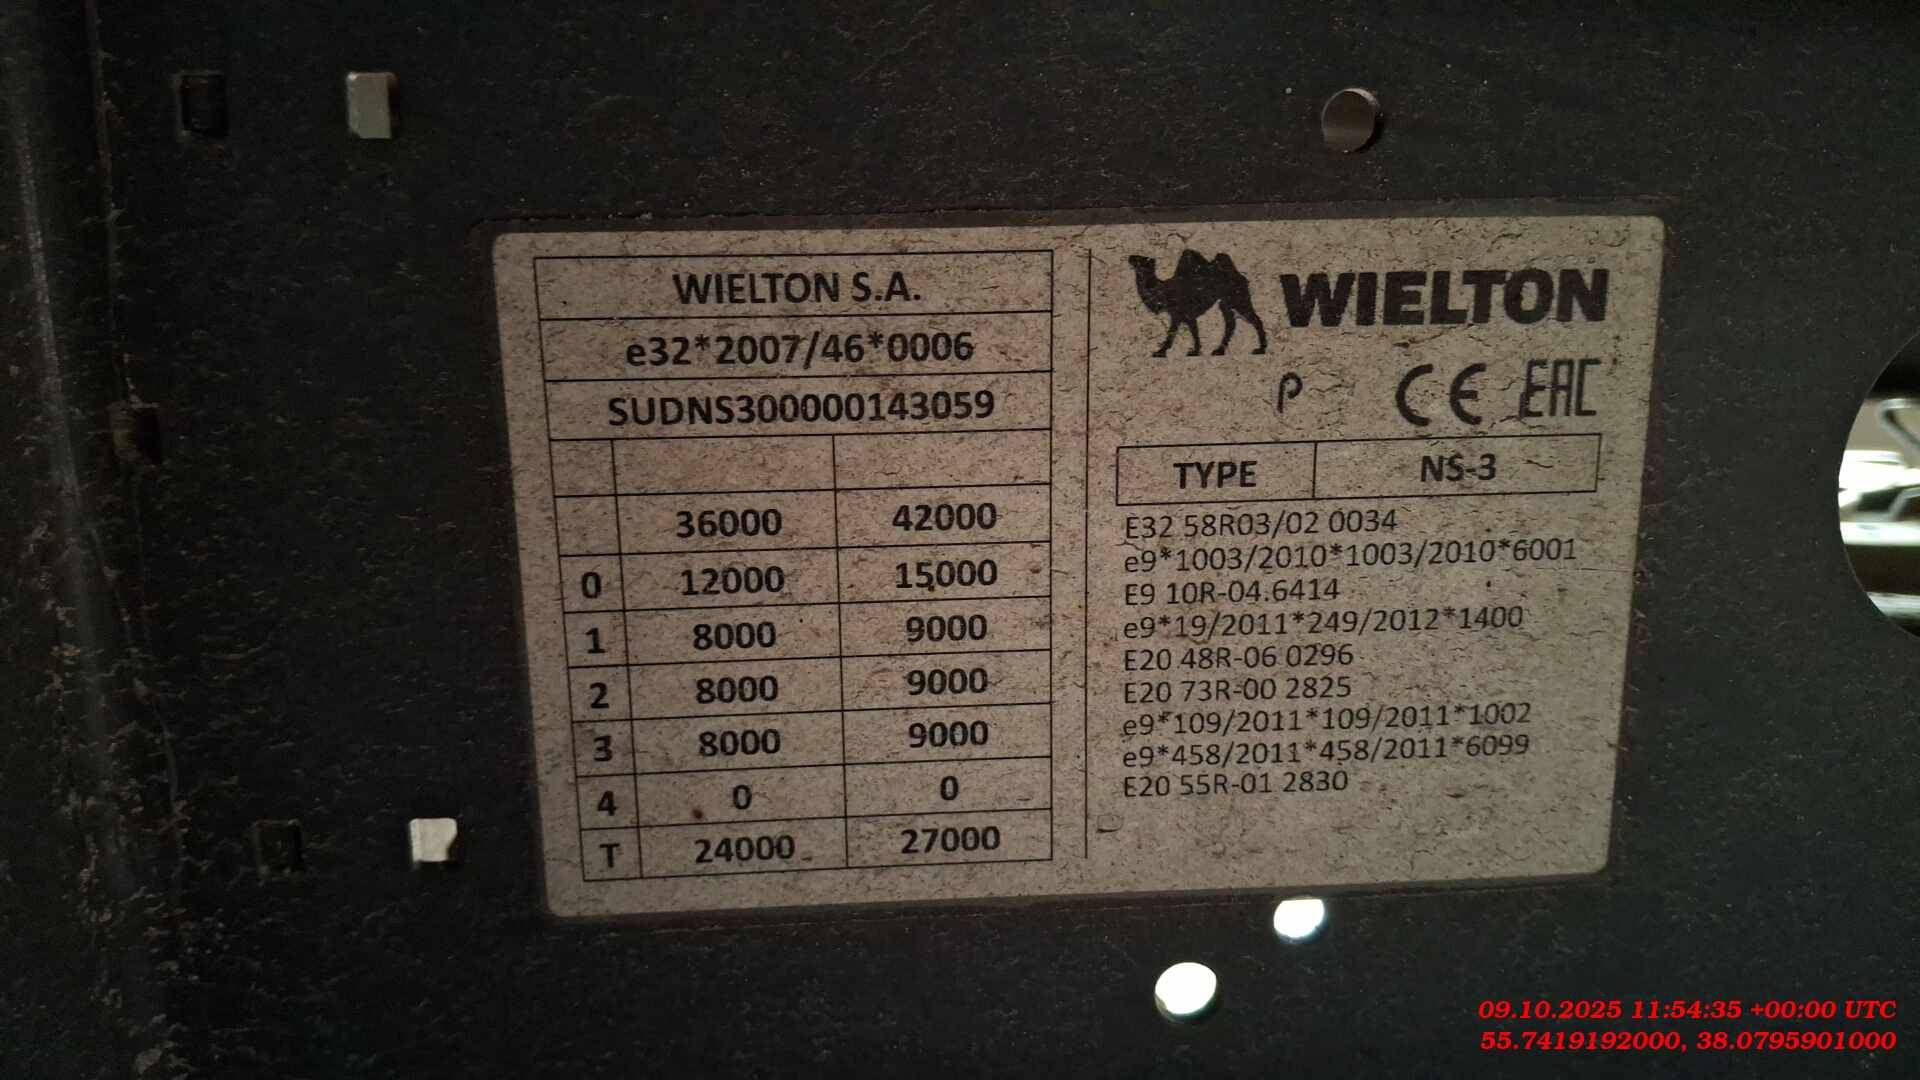 WIELTON S.A.
e32*2007/46*0006
SUDNS300000143059
36000 42000
0 12000 15000
1 8000 9000
2 8000 9000
3 8000 9000
4 0 0
T 24000 27000
WIELTON
P CE EAC
TYPE NS-3
E32 58R03/02 0034
e9*1003/2010*1003/2010*6001
E9 10R-04.6414
e9*19/2011*249/2012*1400
E20 48R-06 0296
E20 73R-00 2825
e9*109/2011*109/2011*1002
e9*458/2011*458/2011*6099
E20 55R-01 2830
09.10.2025 11:54:35 +00:00 UTC
55.7419192000, 38.0795901000